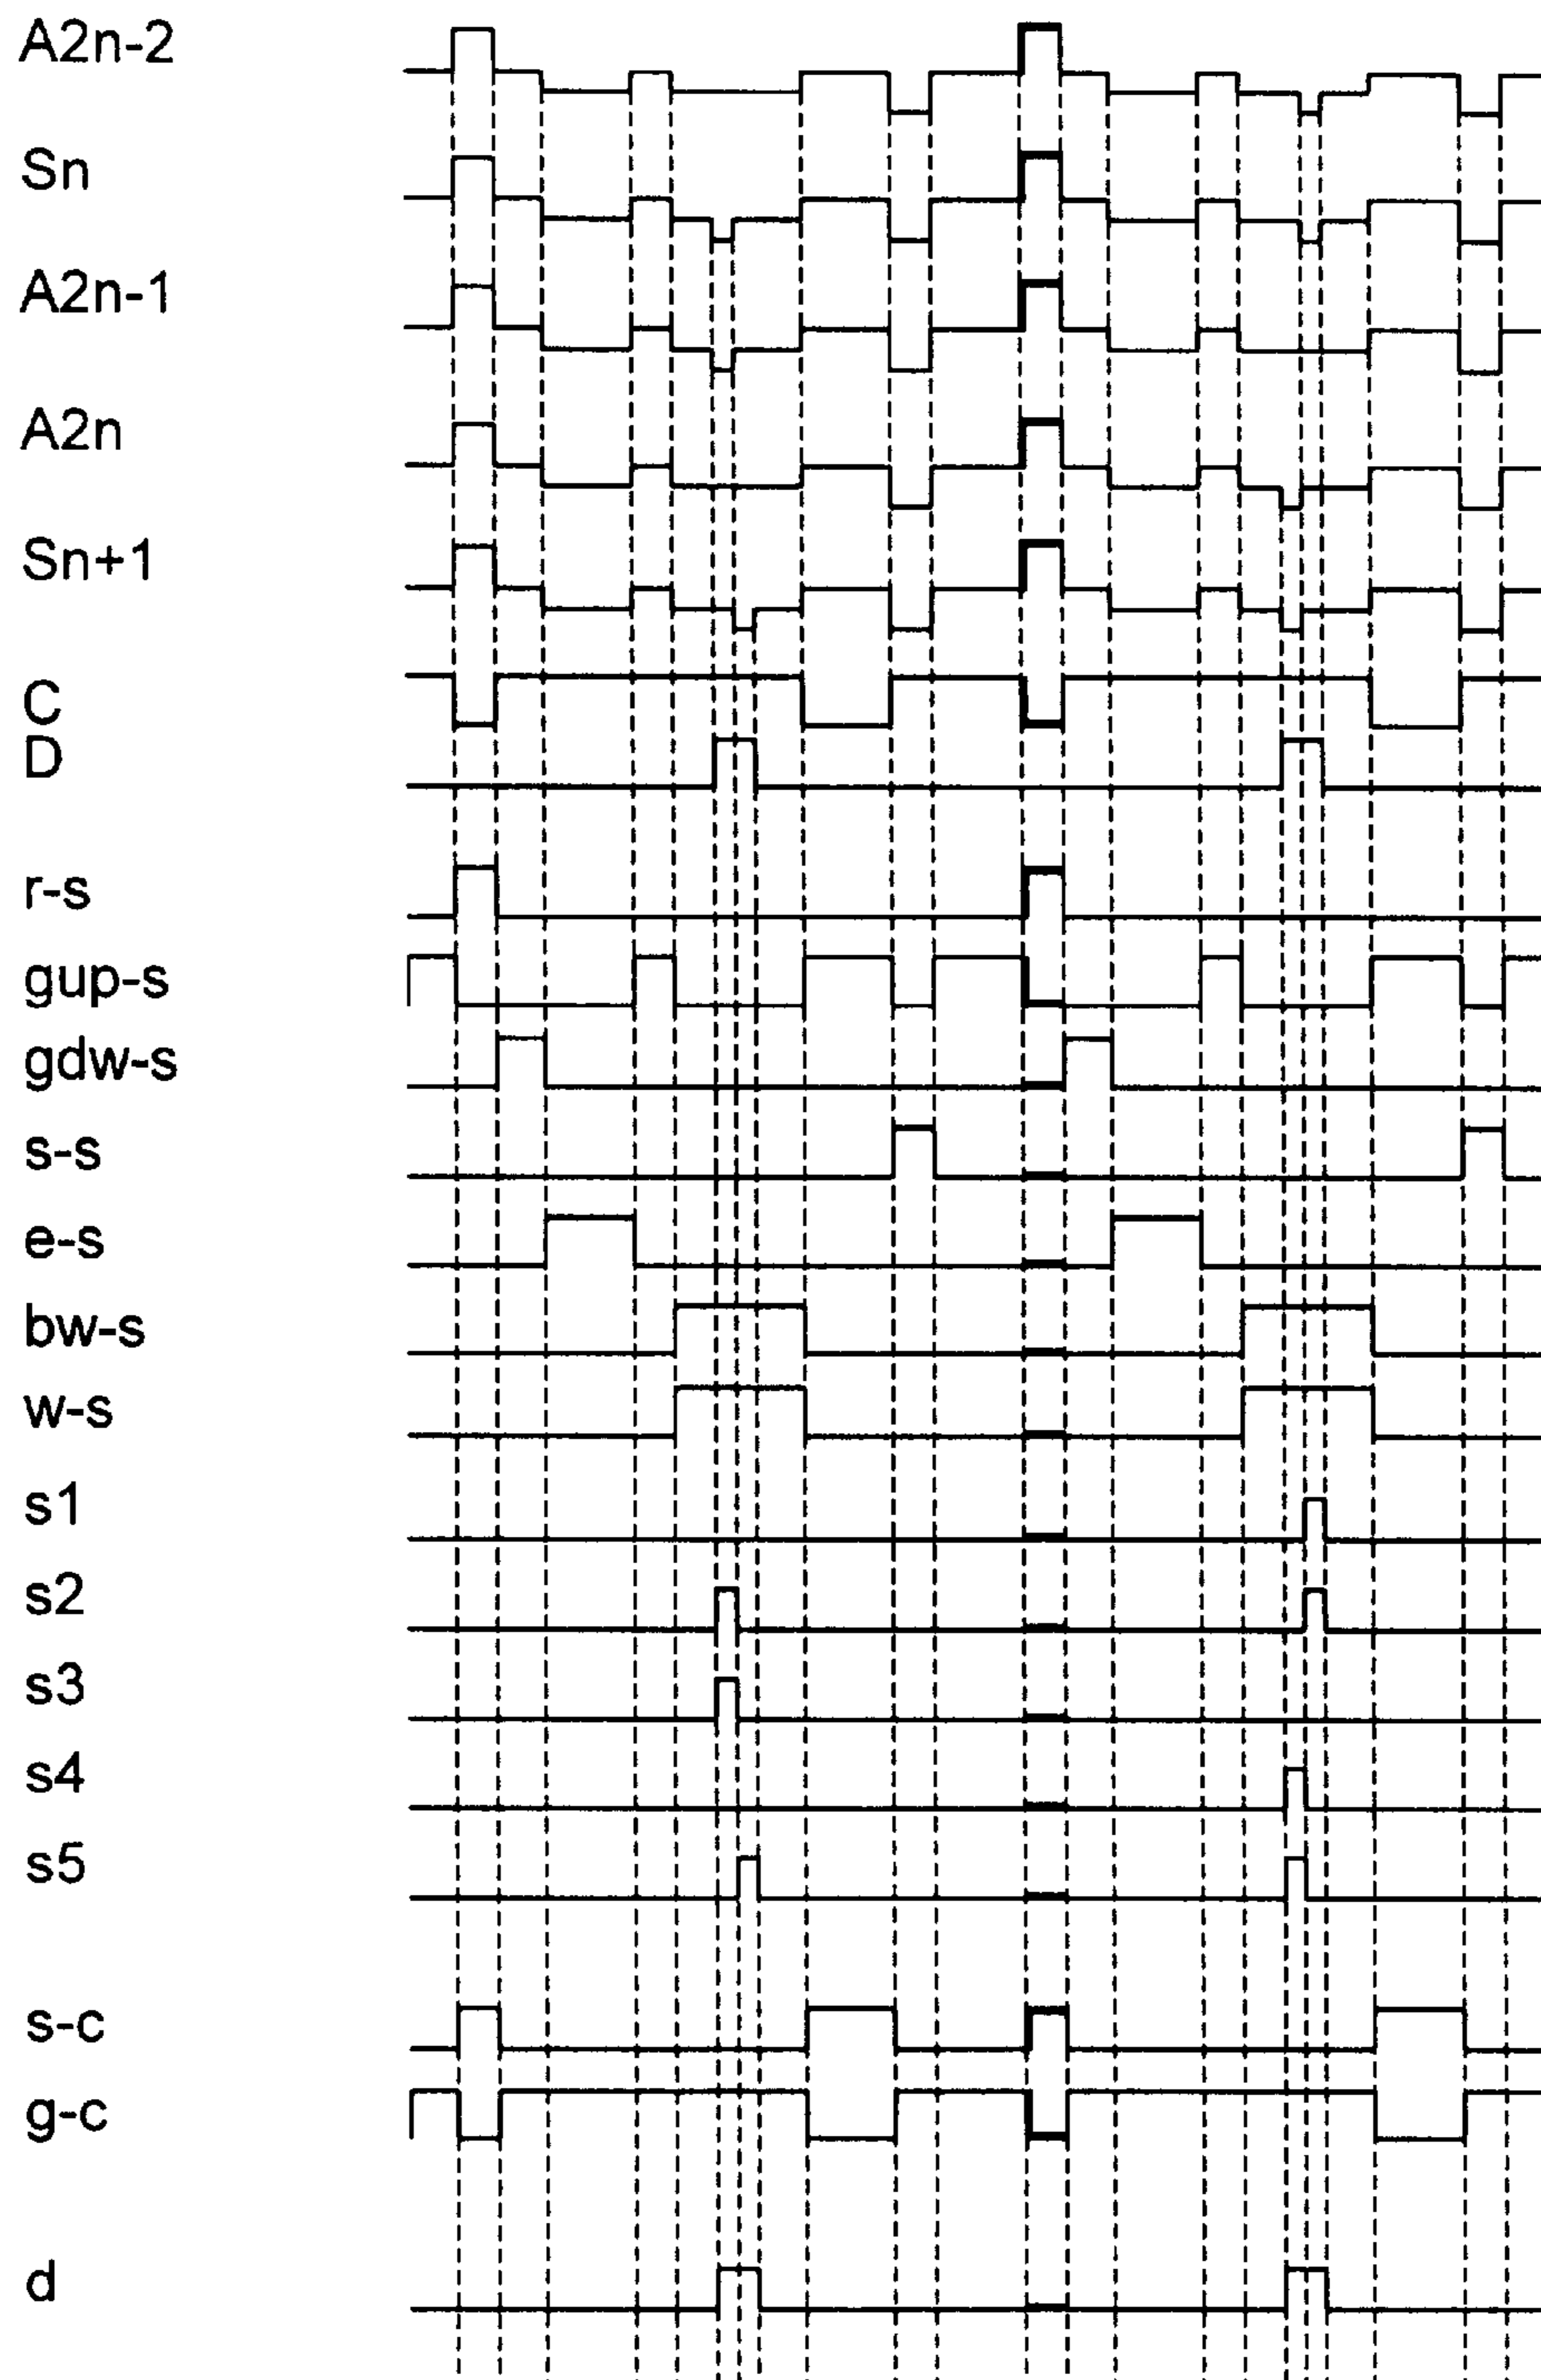 A2n-2
Sn
A2n-1
A2n
Sn+1
C
D
r-s
gup-s
gdw-s
s-s
e-s
bw-s
w-s
s1
s2
s3
s4
s5
s-c
g-c
d